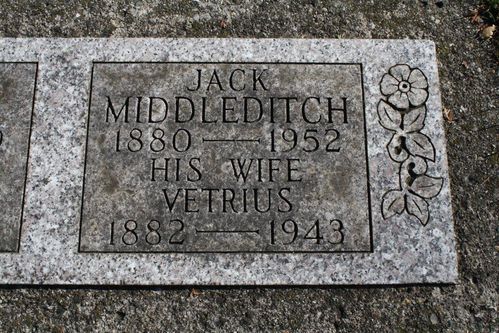 JACK
MIDDLEDITCH
1880 — 1952
HIS WIFE
VETRIUS
1882 — 1943